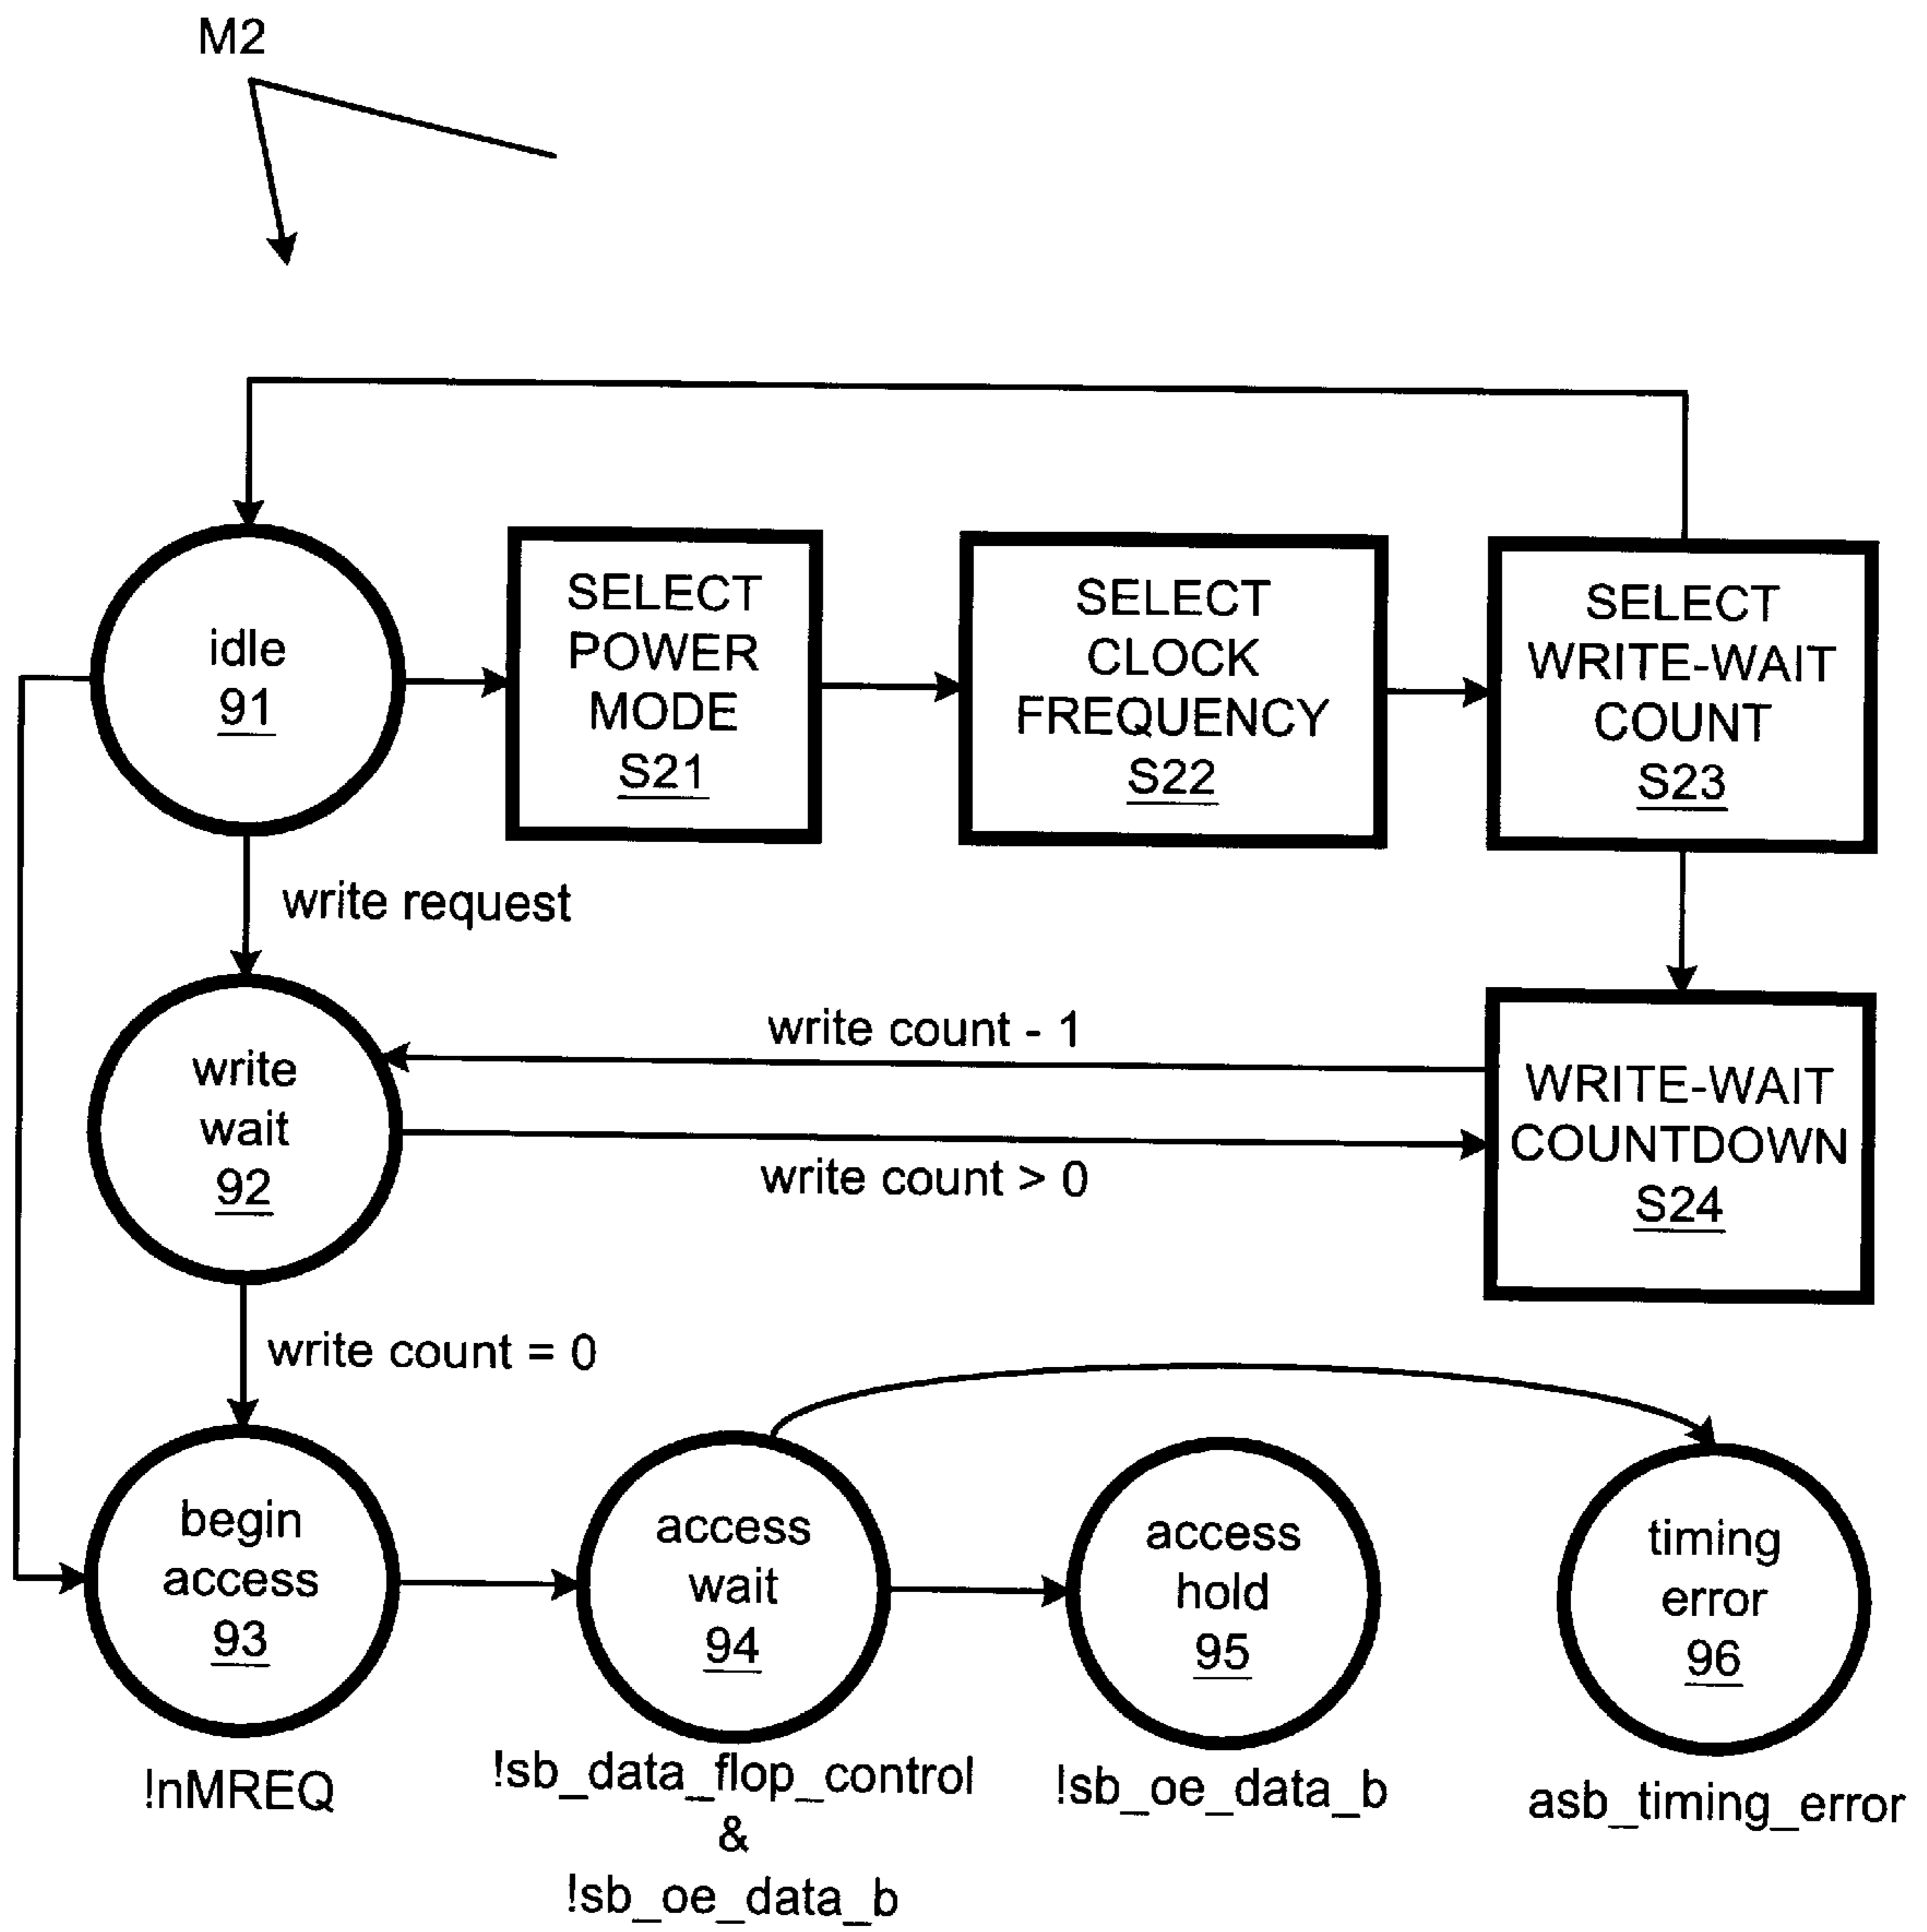 M2
idle
91
SELECT
POWER
MODE
S21
SELECT
CLOCK
FREQUENCY
S22
SELECT
WRITE-WAIT
COUNT
S23
write request
write
wait
92
write count - 1
write count > 0
WRITE-WAIT
COUNTDOWN
S24
write count = 0
begin
access
93
access
wait
94
access
hold
95
timing
error
96
!nMREQ
!sb_data_flop_control
&
!sb_oe_data_b
!sb_oe_data_b
asb_timing_error